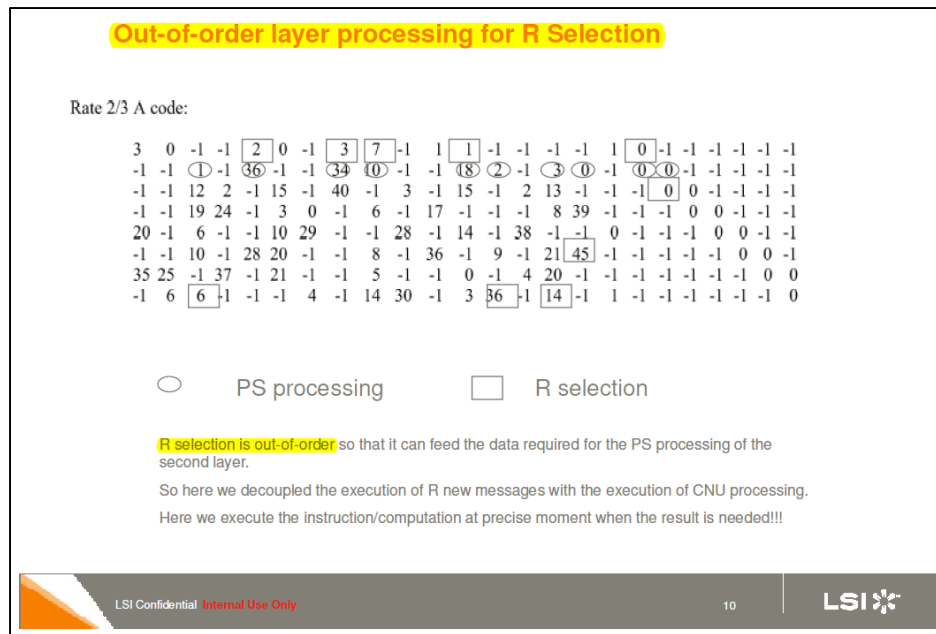 Out-of-order layer processing for R Selection
Rate 2/3 A code:
3 0 -1 -1 2 0 -1 3 7 -1 1 1 -1 -1 -1 -1 1 0 -1 -1 -1 -1 -1 -1
-1 -1 1 -1 36 -1 -1 34 10 -1 -1 18 2 -1 3 0 -1 0 0 -1 -1 -1 -1 -1
-1 -1 12 2 -1 15 -1 40 -1 3 -1 15 -1 2 13 -1 -1 -1 0 0 -1 -1 -1 -1
-1 -1 19 24 -1 3 0 -1 6 -1 17 -1 -1 -1 8 39 -1 -1 -1 0 0 -1 -1 -1
20 -1 6 -1 -1 10 29 -1 -1 28 -1 14 -1 38 -1 -1 0 -1 -1 -1 0 0 -1 -1
-1 -1 10 -1 28 20 -1 -1 8 -1 36 -1 9 -1 21 45 -1 -1 -1 -1 -1 0 0 -1
35 25 -1 37 -1 21 -1 -1 5 -1 -1 0 -1 4 20 -1 -1 -1 -1 -1 -1 -1 0 0
-1 6 6 -1 -1 -1 4 -1 14 30 -1 3 36 -1 14 -1 1 -1 -1 -1 -1 -1 -1 0
PS processing
R selection
R selection is out-of-order so that it can feed the data required for the PS processing of the
second layer.
So here we decoupled the execution of R new messages with the execution of CNU processing.
Here we execute the instruction/computation at precise moment when the result is needed!!!
LSI Confidential Internal Use Only
10
LSI